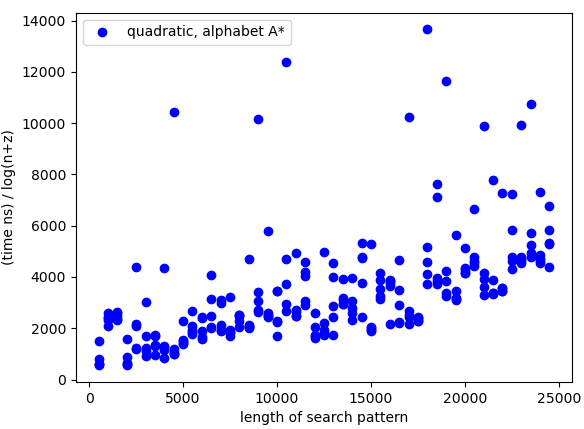 14000
12000
10000
8000
6000
4000
2000
0
(time ns) / log(n+z)
quadratic, alphabet A*
0 5000 10000 15000 20000 25000
length of search pattern